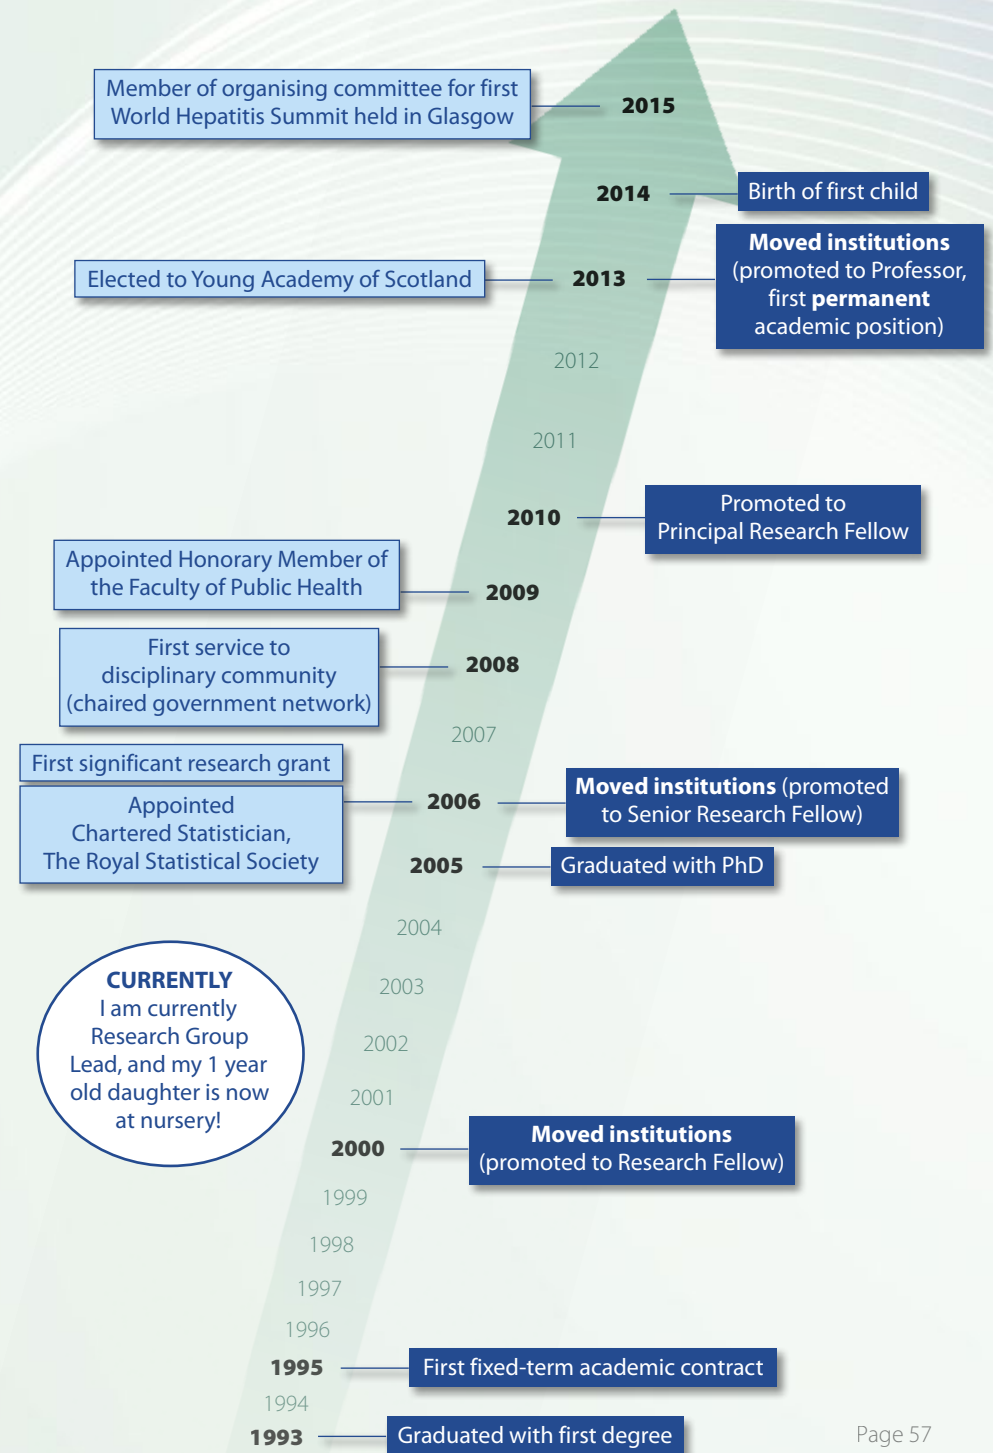 Member of organising committee for first
World Hepatitis Summit held in Glasgow
2015
2014
Birth of first child
Elected to Young Academy of Scotland
2013
Moved institutions
(promoted to Professor,
first permanent
academic position)
2012
2011
2010
Promoted to
Principal Research Fellow
Appointed Honorary Member of
the Faculty of Public Health
2009
First service to
disciplinary community
(chaired government network)
2008
2007
First significant research grant
Appointed
Chartered Statistician,
The Royal Statistical Society
2006
Moved institutions (promoted
to Senior Research Fellow)
2005
Graduated with PhD
2004
CURRENTLY
I am currently
Research Group
Lead, and my 1 year
old daughter is now
at nursery!
2003
2002
2001
2000
Moved institutions
(promoted to Research Fellow)
1999
1998
1997
1996
1995
First fixed-term academic contract
1994
1993
Graduated with first degree
Page 57